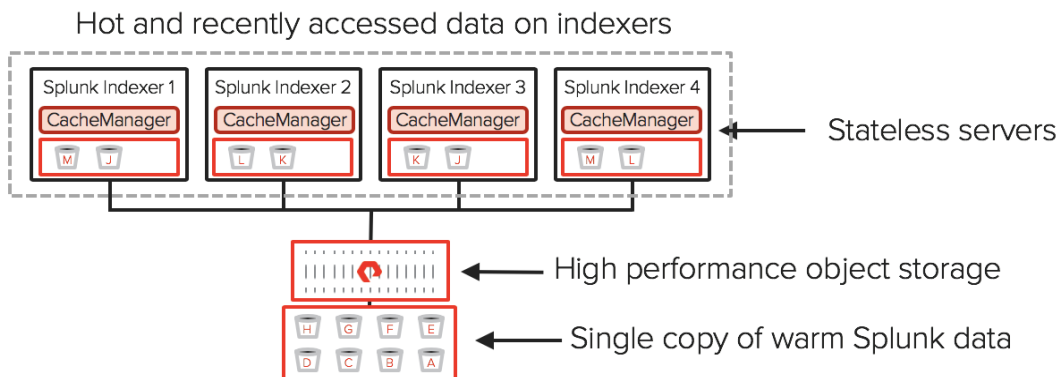 Hot and recently accessed data on indexers
Splunk Indexer 1 Splunk Indexer 2 Splunk Indexer 3 Splunk Indexer 4
CacheManager CacheManager CacheManager CacheManager
Stateless servers
M J L K K J M L
High performance object storage
H G F E
Single copy of warm Splunk data
D C B A